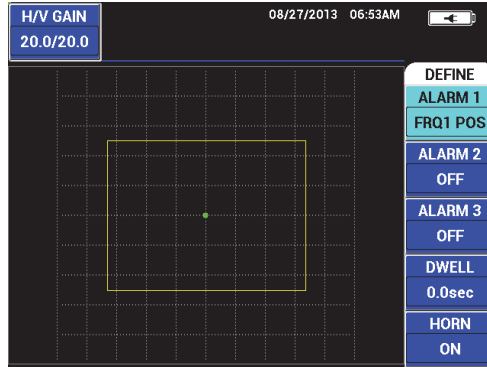 H/V GAIN
20.0/20.0
08/27/2013 06:53AM
DEFINE
ALARM 1
FRQ1 POS
ALARM 2
OFF
ALARM 3
OFF
DWELL
0.0sec
HORN
ON